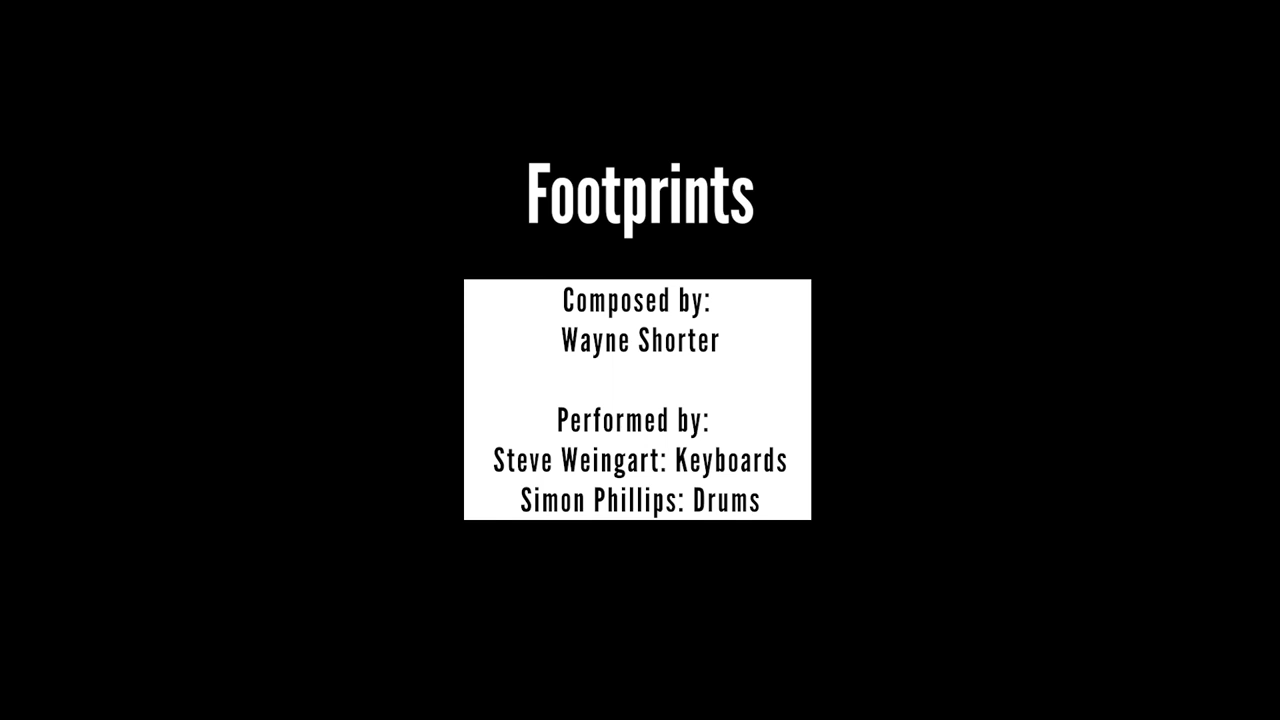 Footprints
Composed by:
Wayne Shorter
Performed by:
Steve Weingart: Keyboards
Simon Phillips: Drums